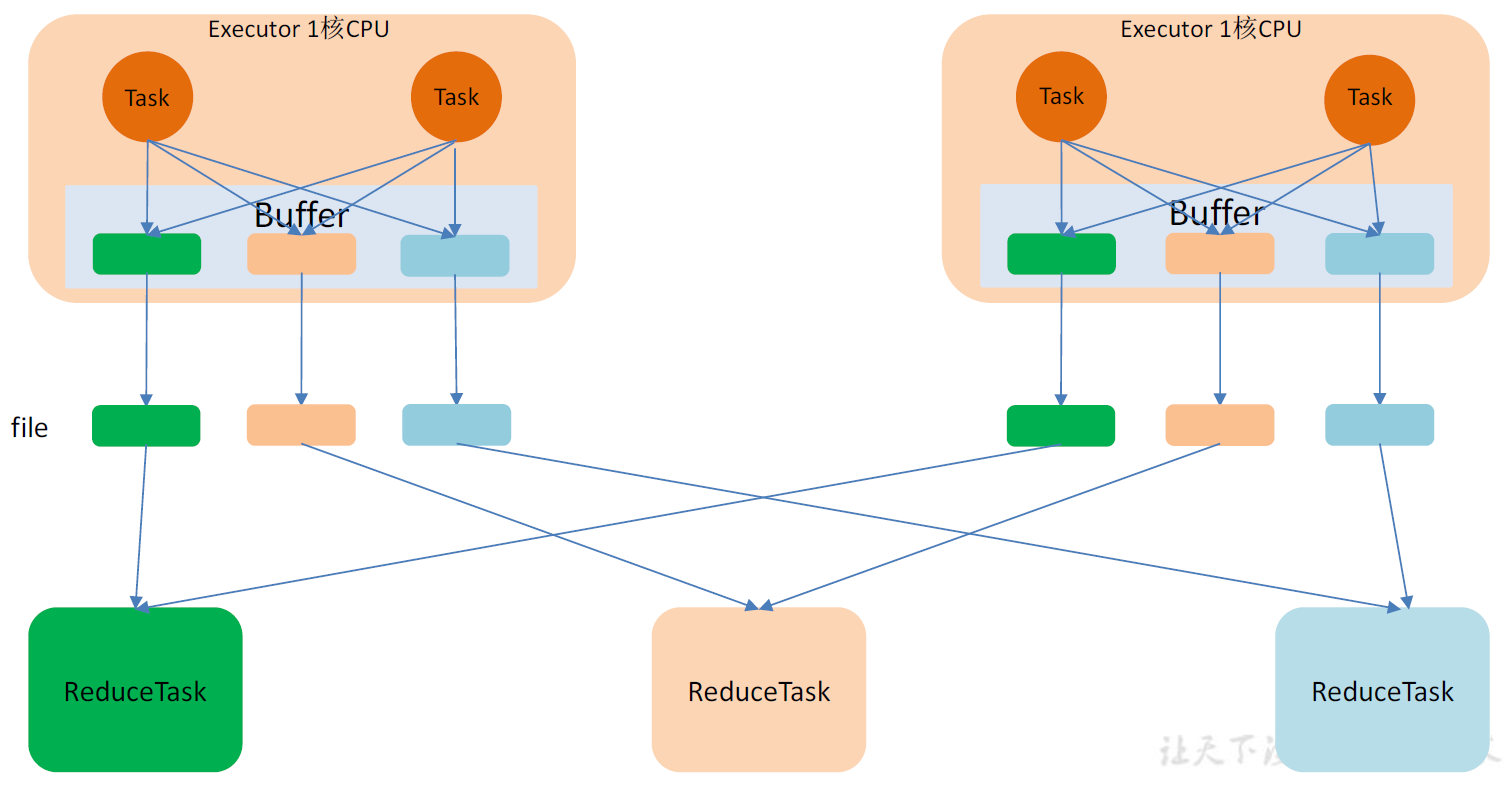 Executor 1核CPU
Executor 1核CPU
Task
Task
Task
Task
Buffer
Buffer
file
ReduceTask
ReduceTask
ReduceTask
让天下没